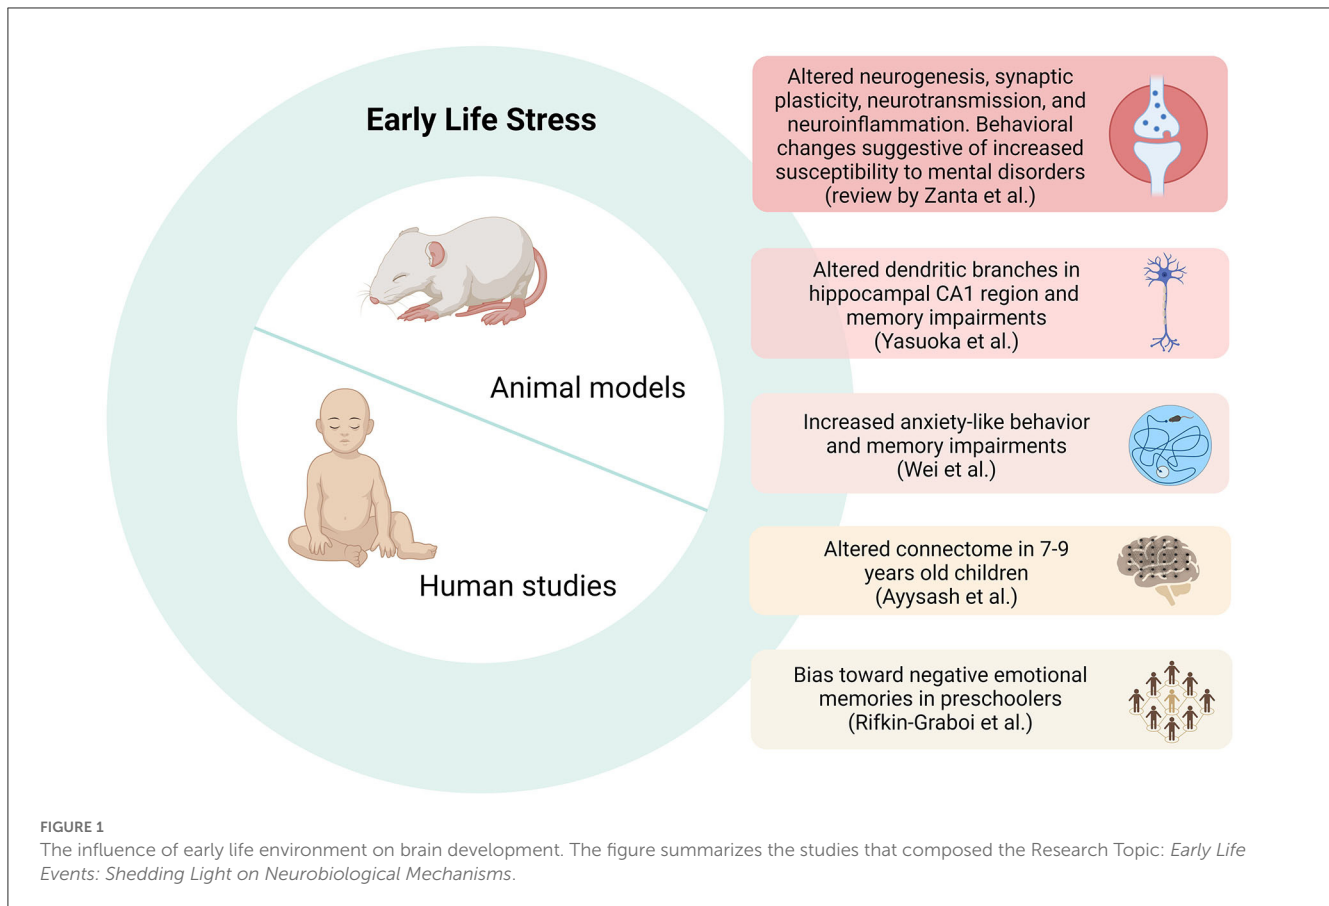 Early Life Stress
Animal models
Human studies
Altered neurogenesis, synaptic
plasticity, neurotransmission, and
neuroinflammation. Behavioral
changes suggestive of increased
susceptibility to mental disorders
(review by Zanta et al.)
Altered dendritic branches in
hippocampal CA1 region and
memory impairments
(Yasuoka et al.)
Increased anxiety-like behavior
and memory impairments
(Wei et al.)
Altered connectome in 7-9
years old children
(Ayysash et al.)
Bias toward negative emotional
memories in preschoolers
(Rifkin-Graboi et al.)
FIGURE 1
The influence of early life environment on brain development. The figure summarizes the studies that composed the Research Topic: Early Life
Events: Shedding Light on Neurobiological Mechanisms.